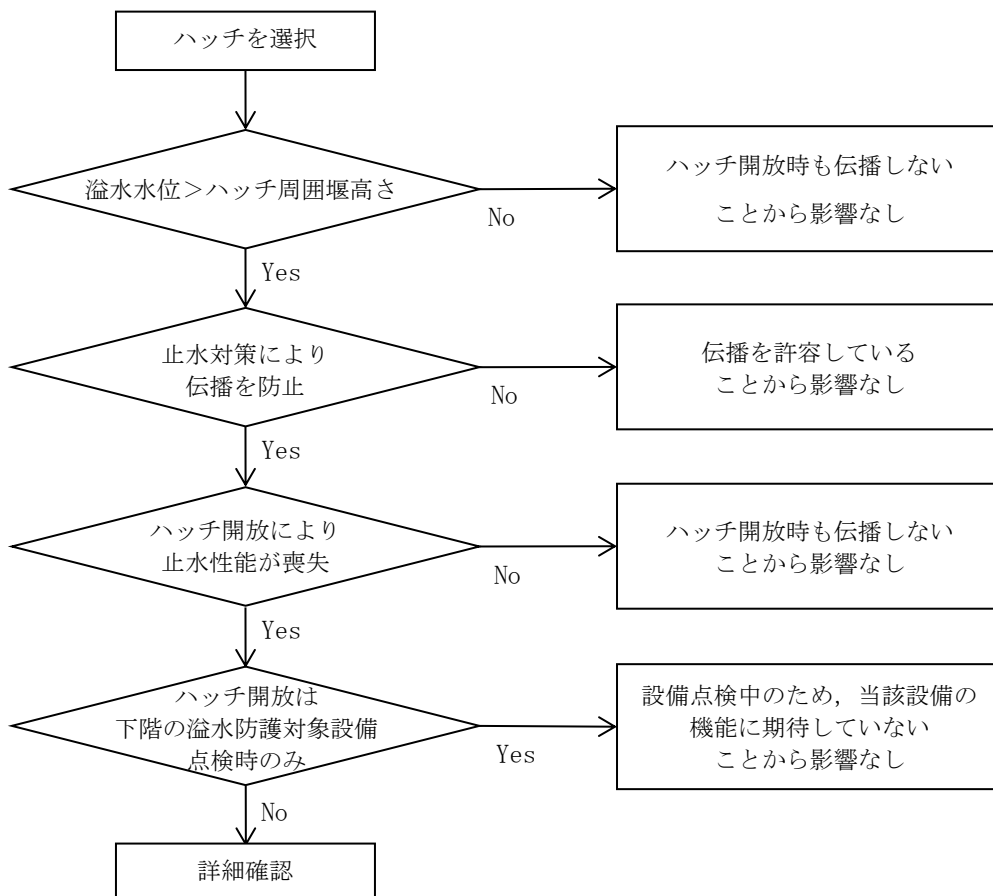 ハッチを選択
溢水水位＞ハッチ周囲堰高さ
No
ハッチ開放時も伝播しない
ことから影響なし
Yes
止水対策により
伝播を防止
No
伝播を許容している
ことから影響なし
Yes
ハッチ開放により
止水性能が喪失
No
ハッチ開放時も伝播しない
ことから影響なし
Yes
ハッチ開放は
下階の溢水防護対象設備
点検時のみ
Yes
設備点検中のため，当該設備の
機能に期待していない
ことから影響なし
No
詳細確認